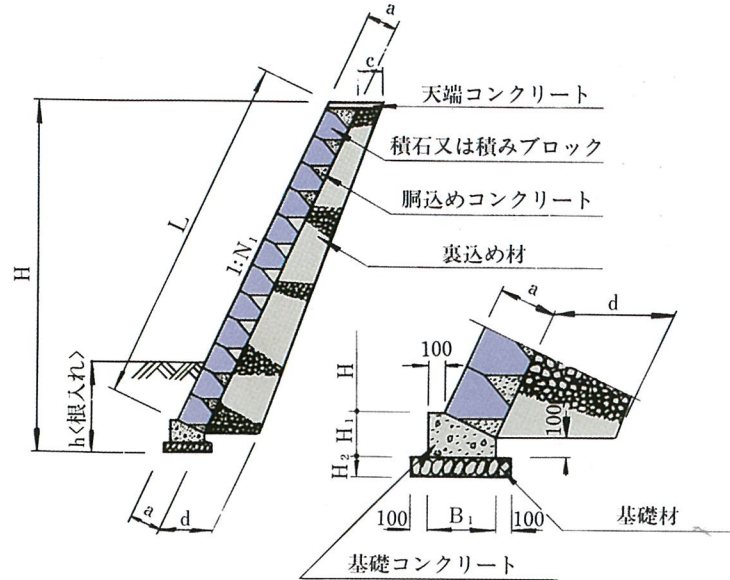 a
c
天端コンクリート
積石又は積みブロック
胴込めコンクリート
裏込め材
L
H
1:N₁
h<根入れ>
a
d
a
d
100
H
H₁
H₂
100
100
B₁
100
基礎材
基礎コンクリート